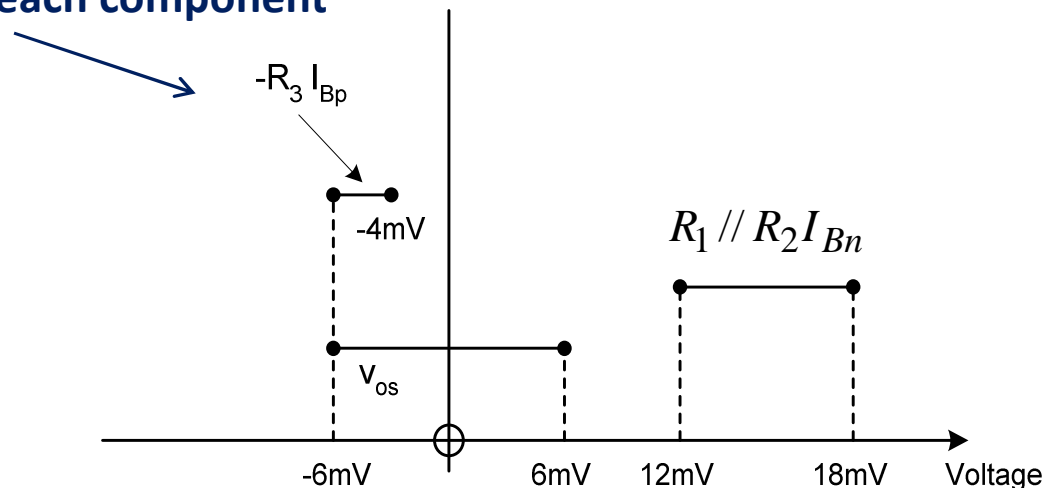 each component
-R3 IBp
-4mV
R1 // R2IBn
vos
-6mV 6mV 12mV 18mV Voltage